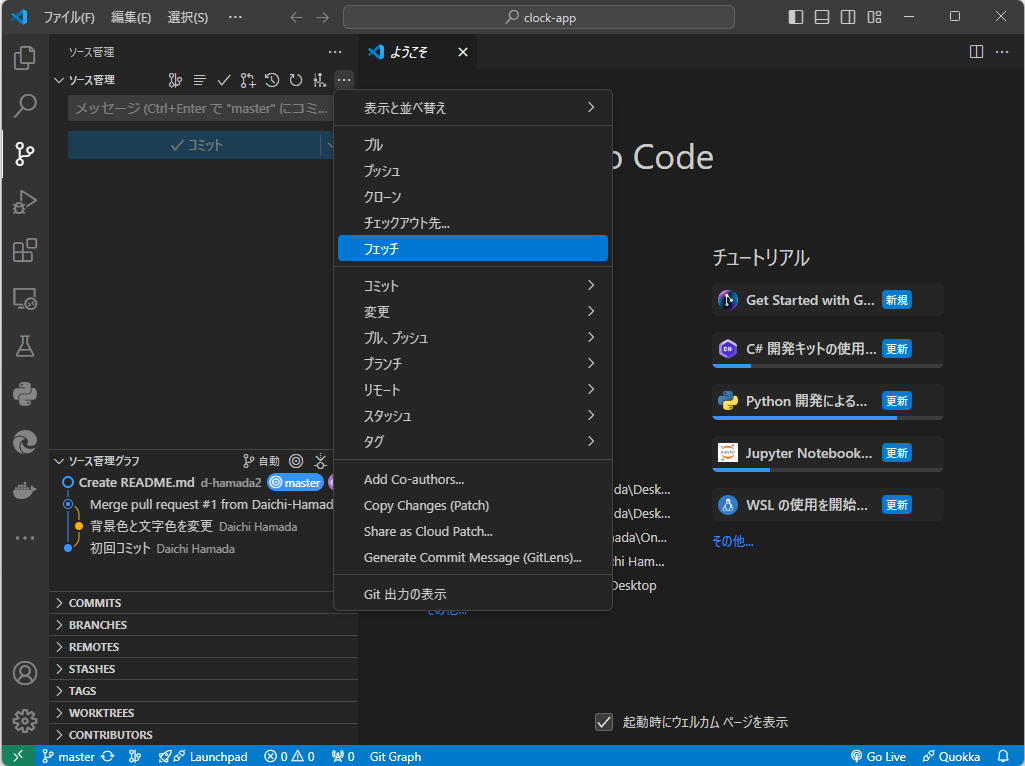 ファイル(F) 編集(E) 選択(S) ··· clock-app
ソース管理 ···
ようこそ
ソース管理
メッセージ (Ctrl+Enter で "master" にコミ...
コミット
表示と並べ替え
プル
プッシュ
クローン
チェックアウト先...
フェッチ
コミット
変更
プル、プッシュ
ブランチ
リモート
スタッシュ
タグ
Add Co-authors...
Copy Changes (Patch)
Share as Cloud Patch...
Generate Commit Message (GitLens)...
Git 出力の表示
Code
チュートリアル
Get Started with G... 新規
C# 開発キットの使用... 更新
Python 開発による... 更新
Jupyter Notebook... 更新
WSL の使用を開始... 更新
その他...
ソース管理グラフ 自動
Create README.md d-hamada2 master
Merge pull request #1 from Daichi-Hamad
背景色と文字色を変更 Daichi Hamada
初回コミット Daichi Hamada
da\Desk...
da\Desk...
ada\On...
hi Ham...
Desktop
COMMITS
BRANCHES
REMOTES
STASHES
TAGS
WORKTREES
CONTRIBUTORS
起動時にウェルカム ページを表示
master Launchpad 0 0 0 Git Graph Go Live Quokka